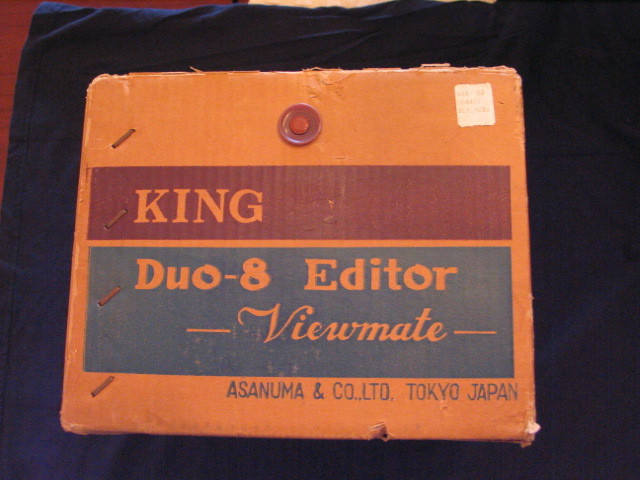 KING
Duo-8 Editor
— Viewmate —
ASANUMA & CO.,LTD. TOKYO JAPAN